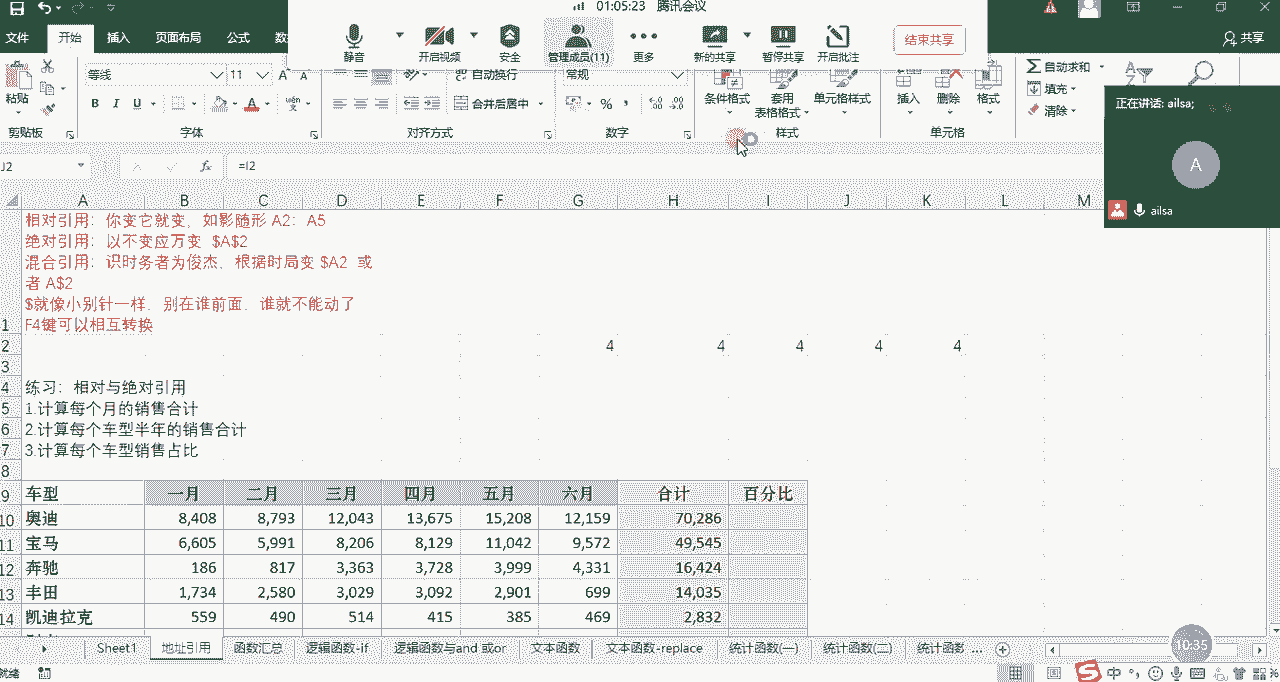 01:05:23 腾讯会议
文件 开始 插入 页面布局 公式 数
静音 开启视频 安全 管理成员(11) 更多 新的共享 暂停共享 开启批注 结束共享
共享
等线 11 自动换行 常规 自动求和
粘贴 B I U 合并后居中 条件格式 套用 单元格样式 插入 删除 格式 填充
表格格式 清除
剪贴板 字体 对齐方式 数字 样式 单元格
正在讲话: ailsa;
A
ailsa
J2 fx =I2
A B C D E F G H I J K L M
相对引用：你变它就变，如影随形 A2：A5
绝对引用：以不变应万变 $A$2
混合引用：识时务者为俊杰，根据时局变 $A2 或
者 A$2
$就像小别针一样，别在谁前面，谁就不能动了
1 F4键可以相互转换
2 4 4 4 4 4
3
4 练习：相对与绝对引用
5 1.计算每个月的销售合计
6 2.计算每个车型半年的销售合计
7 3.计算每个车型销售占比
8
9 车型 一月 二月 三月 四月 五月 六月 合计 百分比
10 奥迪 8,408 8,793 12,043 13,675 15,208 12,159 70,286
11 宝马 6,605 5,991 8,206 8,129 11,042 9,572 49,545
12 奔驰 186 817 3,363 3,728 3,999 4,331 16,424
13 丰田 1,734 2,580 3,029 3,092 2,901 699 14,035
14 凯迪拉克 559 490 514 415 385 469 2,832
Sheet1 地址引用 函数汇总 逻辑函数-if 逻辑函数与and和or 文本函数 文本函数-replace 统计函数(一) 统计函数(二) 统计函数 ...
10:35
就绪 中